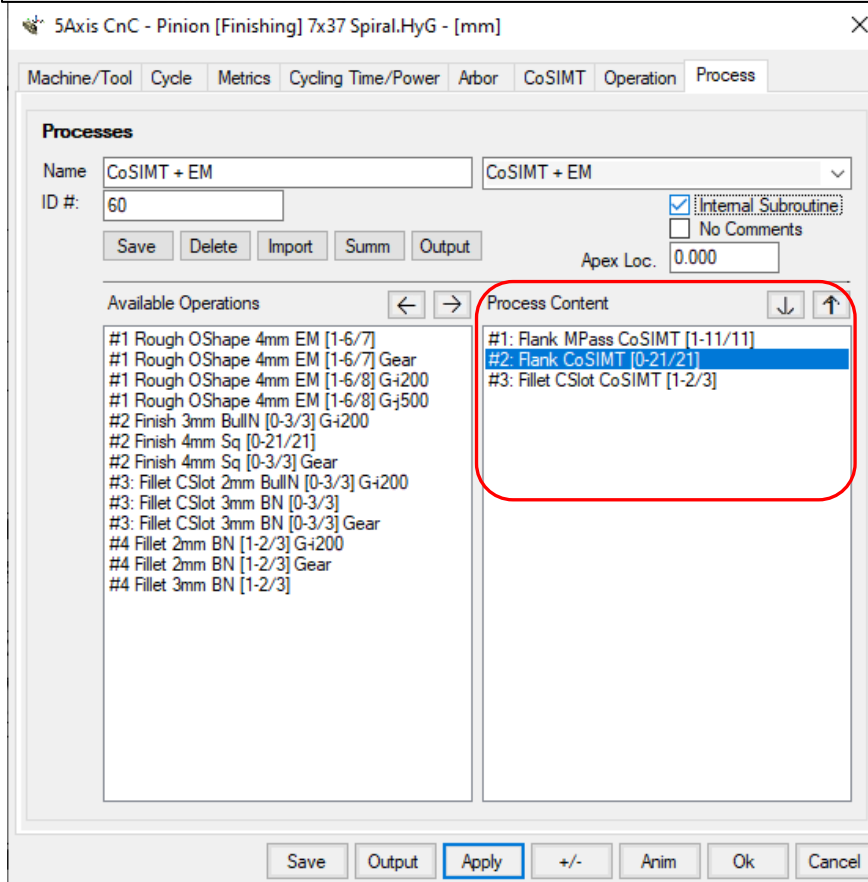 5Axis CnC - Pinion [Finishing] 7x37 Spiral.HyG - [mm]
Machine/Tool Cycle Metrics Cycling Time/Power Arbor CoSIMT Operation Process
Processes
Name CoSIMT + EM CoSIMT + EM
ID #: 60
Internal Subroutine
No Comments
Save Delete Import Summ Output
Apex Loc. 0.000
Available Operations
#1 Rough OShape 4mm EM [1-6/7]
#1 Rough OShape 4mm EM [1-6/7] Gear
#1 Rough OShape 4mm EM [1-6/8] G-i200
#1 Rough OShape 4mm EM [1-6/8] G-j500
#2 Finish 3mm BullN [0-3/3] G-i200
#2 Finish 4mm Sq [0-21/21]
#2 Finish 4mm Sq [0-3/3] Gear
#3: Fillet CSlot 2mm BullN [0-3/3] G-i200
#3: Fillet CSlot 3mm BN [0-3/3]
#3: Fillet CSlot 3mm BN [0-3/3] Gear
#4 Fillet 2mm BN [1-2/3] G-i200
#4 Fillet 2mm BN [1-2/3] Gear
#4 Fillet 3mm BN [1-2/3]
Process Content
#1: Flank MPass CoSIMT [1-11/11]
#2: Flank CoSIMT [0-21/21]
#3: Fillet CSlot CoSIMT [1-2/3]
Save Output Apply +/- Anim Ok Cancel